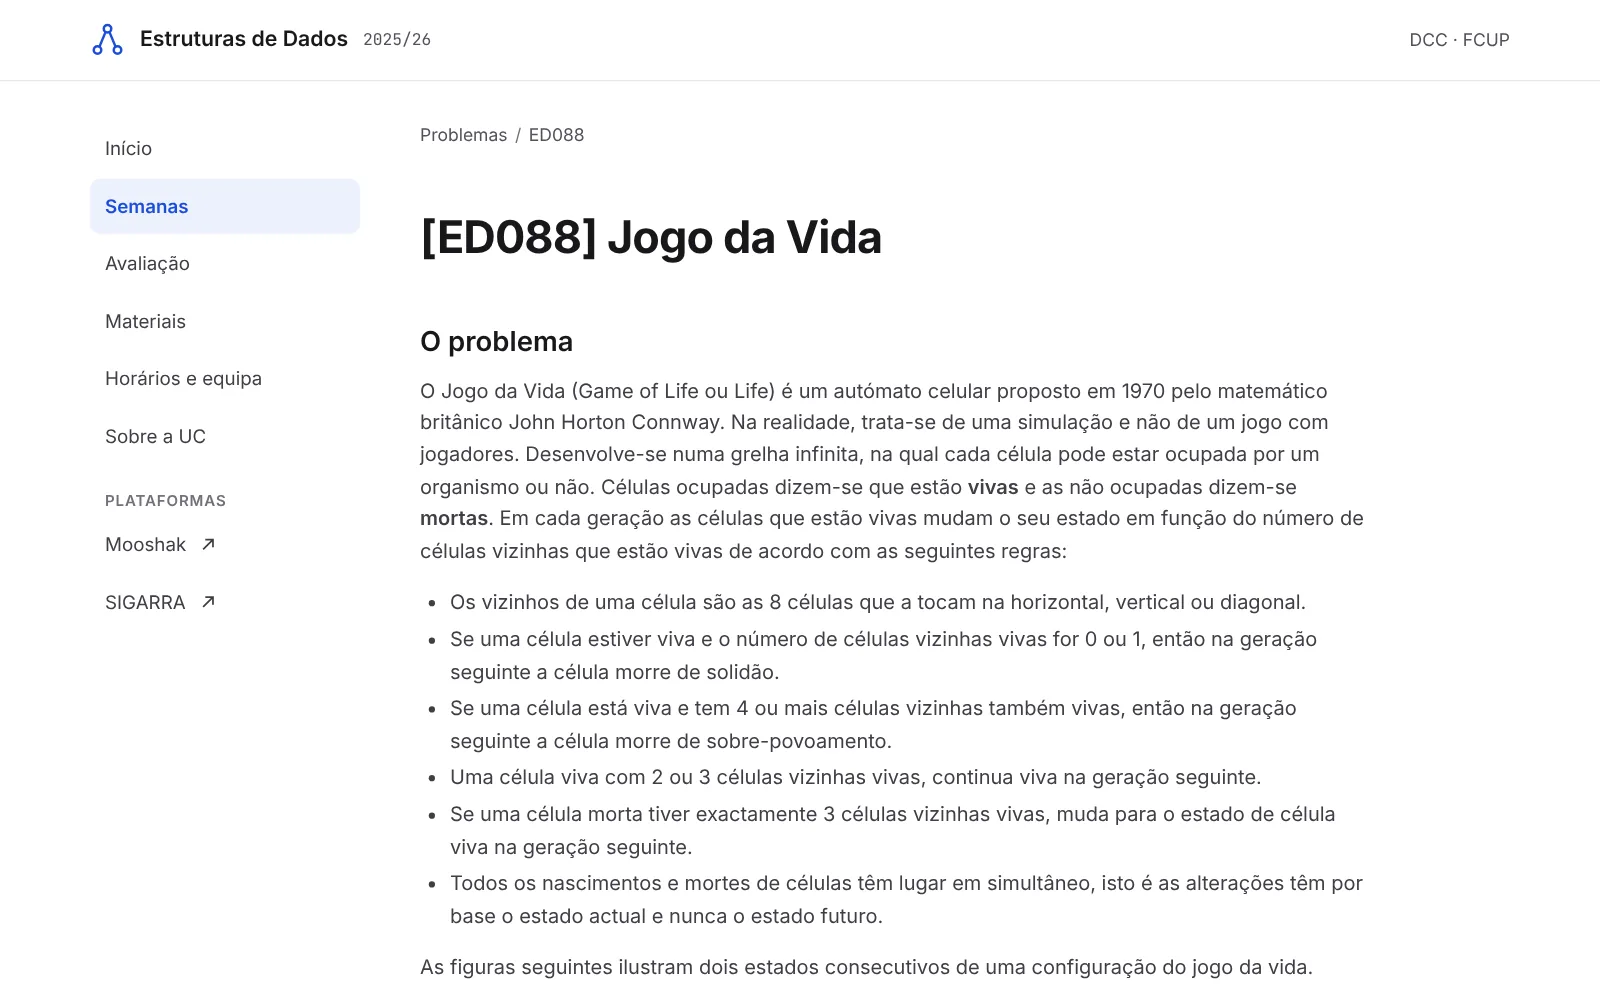 Estruturas de Dados 2025/26
DCC · FCUP
Início
Semanas
Avaliação
Materiais
Horários e equipa
Sobre a UC
PLATAFORMAS
Mooshak ↗
SIGARRA ↗
Problemas / ED088
[ED088] Jogo da Vida
O problema
O Jogo da Vida (Game of Life ou Life) é um autómato celular proposto em 1970 pelo matemático
britânico John Horton Connway. Na realidade, trata-se de uma simulação e não de um jogo com
jogadores. Desenvolve-se numa grelha infinita, na qual cada célula pode estar ocupada por um
organismo ou não. Células ocupadas dizem-se que estão vivas e as não ocupadas dizem-se
mortas. Em cada geração as células que estão vivas mudam o seu estado em função do número de
células vizinhas que estão vivas de acordo com as seguintes regras:
• Os vizinhos de uma célula são as 8 células que a tocam na horizontal, vertical ou diagonal.
• Se uma célula estiver viva e o número de células vizinhas vivas for 0 ou 1, então na geração
seguinte a célula morre de solidão.
• Se uma célula está viva e tem 4 ou mais células vizinhas também vivas, então na geração
seguinte a célula morre de sobre-povoamento.
• Uma célula viva com 2 ou 3 células vizinhas vivas, continua viva na geração seguinte.
• Se uma célula morta tiver exactamente 3 células vizinhas vivas, muda para o estado de célula
viva na geração seguinte.
• Todos os nascimentos e mortes de células têm lugar em simultâneo, isto é as alterações têm por
base o estado actual e nunca o estado futuro.
As figuras seguintes ilustram dois estados consecutivos de uma configuração do jogo da vida.